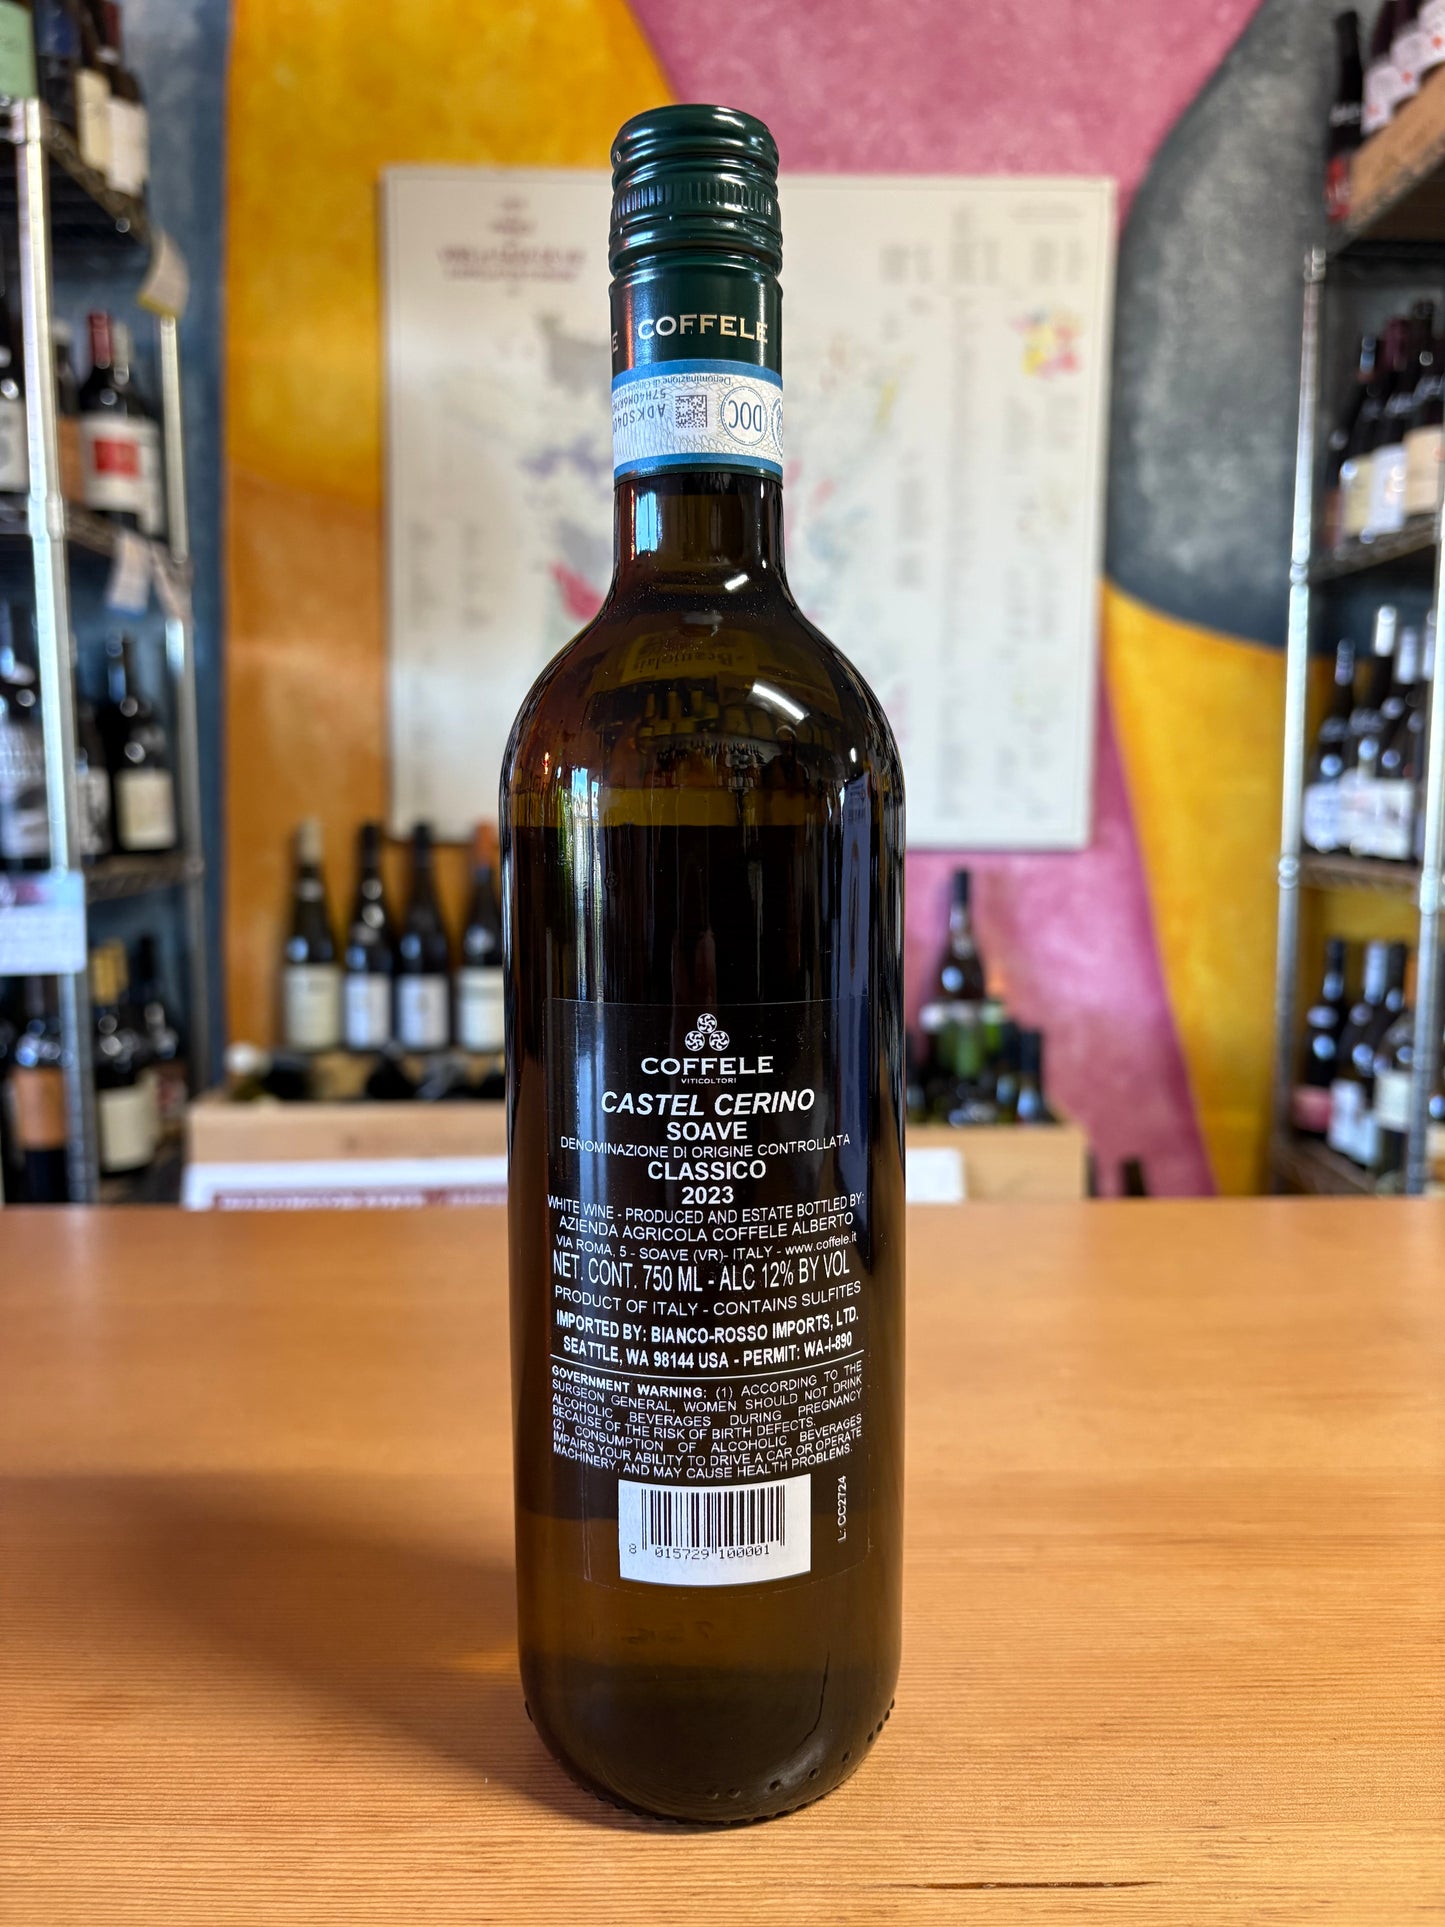 COFFELE
DOC
COFFELE
VITICOLTORI
CASTEL CERINO
SOAVE
DENOMINAZIONE DI ORIGINE CONTROLLATA
CLASSICO
2023
WHITE WINE - PRODUCED AND ESTATE BOTTLED BY:
AZIENDA AGRICOLA COFFELE ALBERTO
VIA ROMA, 5 - SOAVE (VR)- ITALY - www.coffele.it
NET. CONT. 750 ML - ALC 12% BY VOL
PRODUCT OF ITALY - CONTAINS SULFITES
IMPORTED BY: BIANCO-ROSSO IMPORTS, LTD.
SEATTLE, WA 98144 USA - PERMIT: WA-I-890
GOVERNMENT WARNING: (1) ACCORDING TO THE
SURGEON GENERAL, WOMEN SHOULD NOT DRINK
ALCOHOLIC BEVERAGES DURING PREGNANCY
BECAUSE OF THE RISK OF BIRTH DEFECTS.
(2) CONSUMPTION OF ALCOHOLIC BEVERAGES
IMPAIRS YOUR ABILITY TO DRIVE A CAR OR OPERATE
MACHINERY, AND MAY CAUSE HEALTH PROBLEMS.
L: CC2724
8 015729 100001